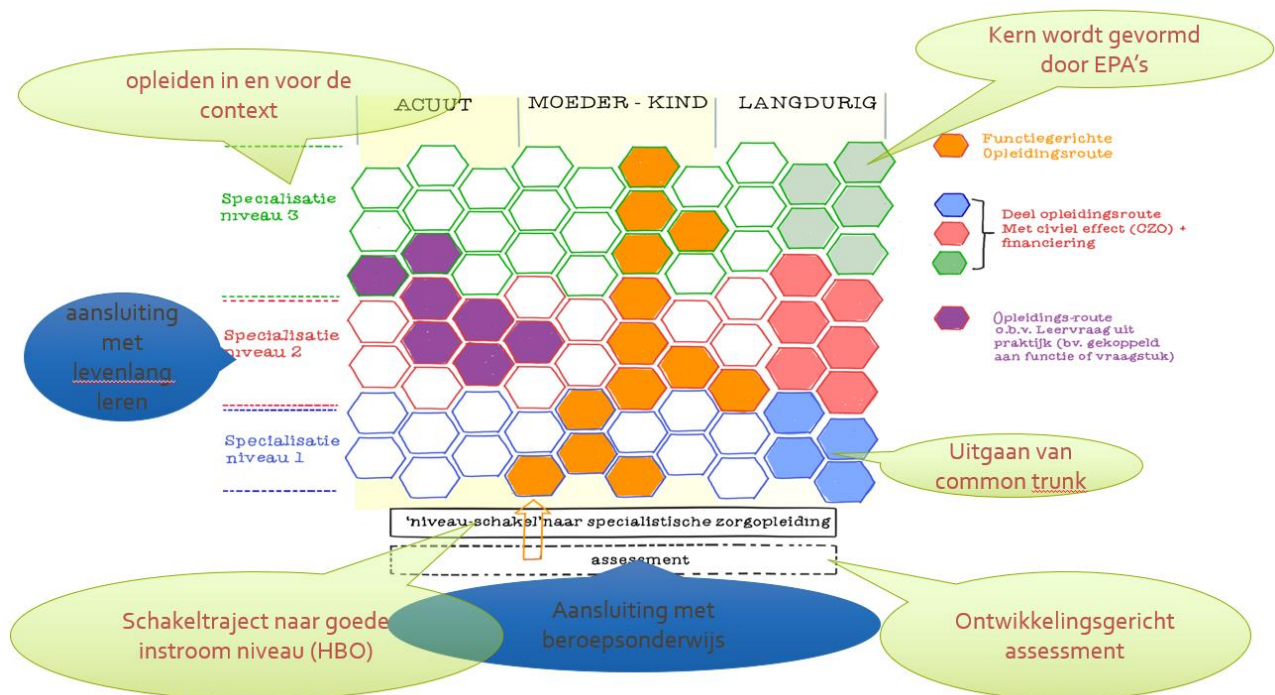 Kern wordt gevormd
door EPA's
opleiden in en voor de
context
ACUUT
MOEDER - KIND
LANGDURIG
Functiegerichte
Opleidingsroute
Specialisatie
niveau 3
Deel opleidingsroute
Met civiel effect (CZO) +
financiering
aansluiting
met
levenlang
leren
Specialisatie
niveau 2
Opleidings-route
o.b.v. Leervraag uit
praktijk (bv. gekoppeld
aan functie of vraagstuk)
Specialisatie
niveau 1
Uitgaan van
common trunk
'niveau-schakel'naar specialistische zorgopleiding
assessment
Schakeltraject naar goede
instroom niveau (HBO)
Aansluiting met
beroepsonderwijs
Ontwikkelingsgericht
assessment